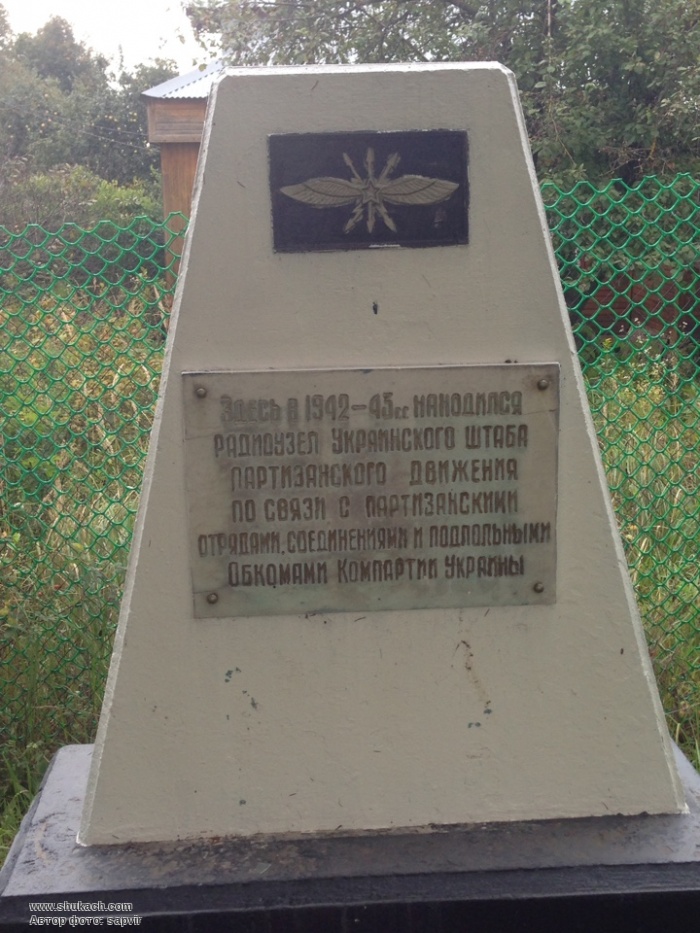 Здесь в 1942-43гг. находился
радиоузел Украинского штаба
партизанского движения
по связи с партизанскими
отрядами, соединениями и подпольными
Обкомами Компартии Украины
www.shukach.com
Автор фото: sapvir